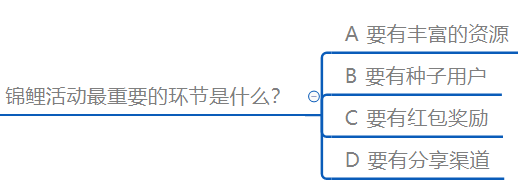 锦鲤活动最重要的环节是什么?
A 要有丰富的资源
B 要有种子用户
C 要有红包奖励
D 要有分享渠道